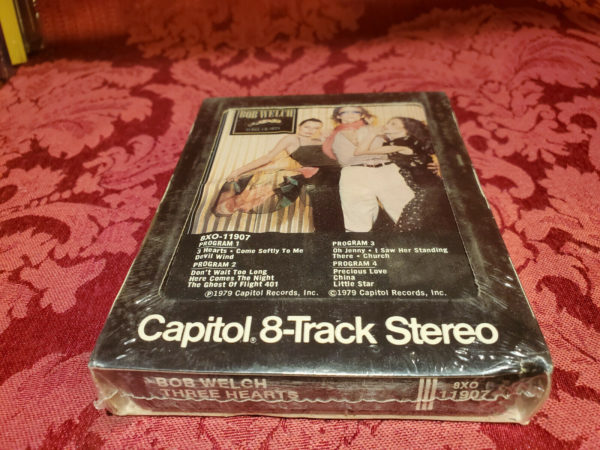 BOB WELCH
THREE HEARTS
8XO-11907
PROGRAM 1
3 Hearts • Come Softly To Me
Devil Wind
PROGRAM 2
Don't Wait Too Long
Here Comes The Night
The Ghost Of Flight 401
℗1979 Capitol Records, Inc.
PROGRAM 3
Oh Jenny • I Saw Her Standing
There • Church
PROGRAM 4
Precious Love
China
Little Star
©1979 Capitol Records, Inc.
Capitol® 8-Track Stereo
BOB WELCH
THREE HEARTS
8XO
11907